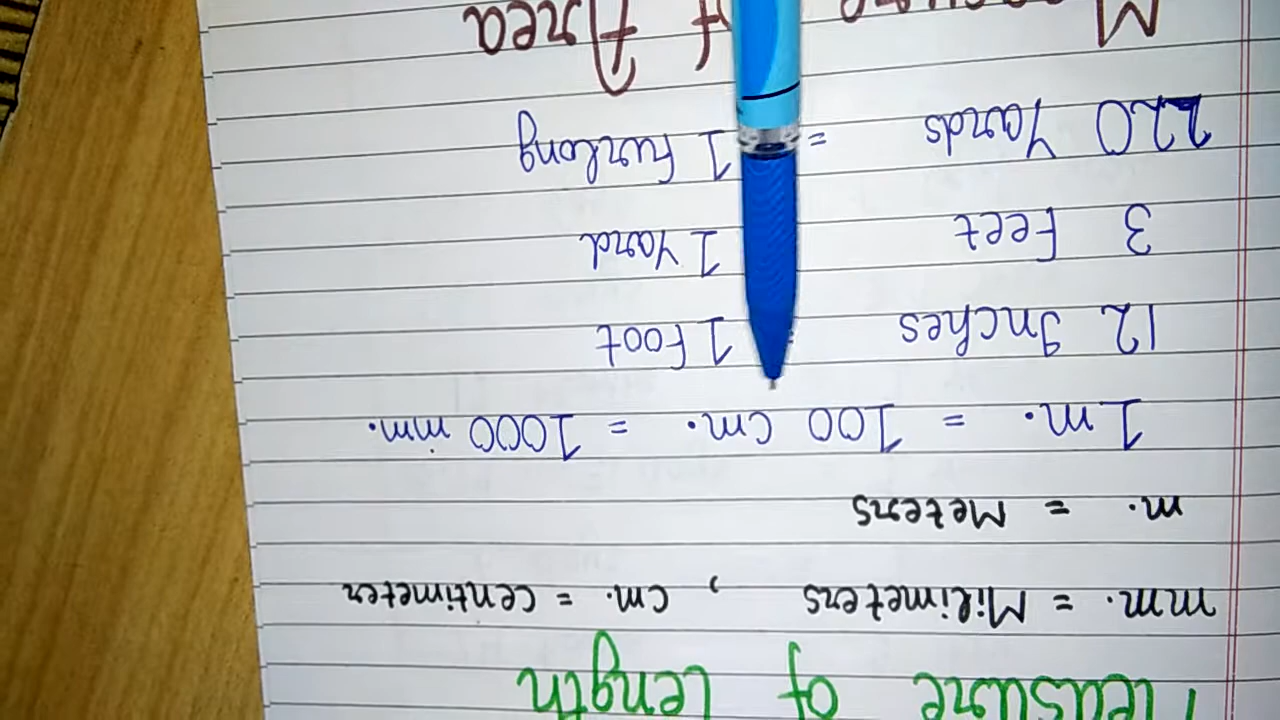 Measure of Length
mm. = Milimeters , cm. = centimeter
m. = Meters
1 m. = 100 cm. = 1000 mm.
12 Inches 1 Foot
3 Feet 1 Yard
220 Yards = 1 Furlong
Area